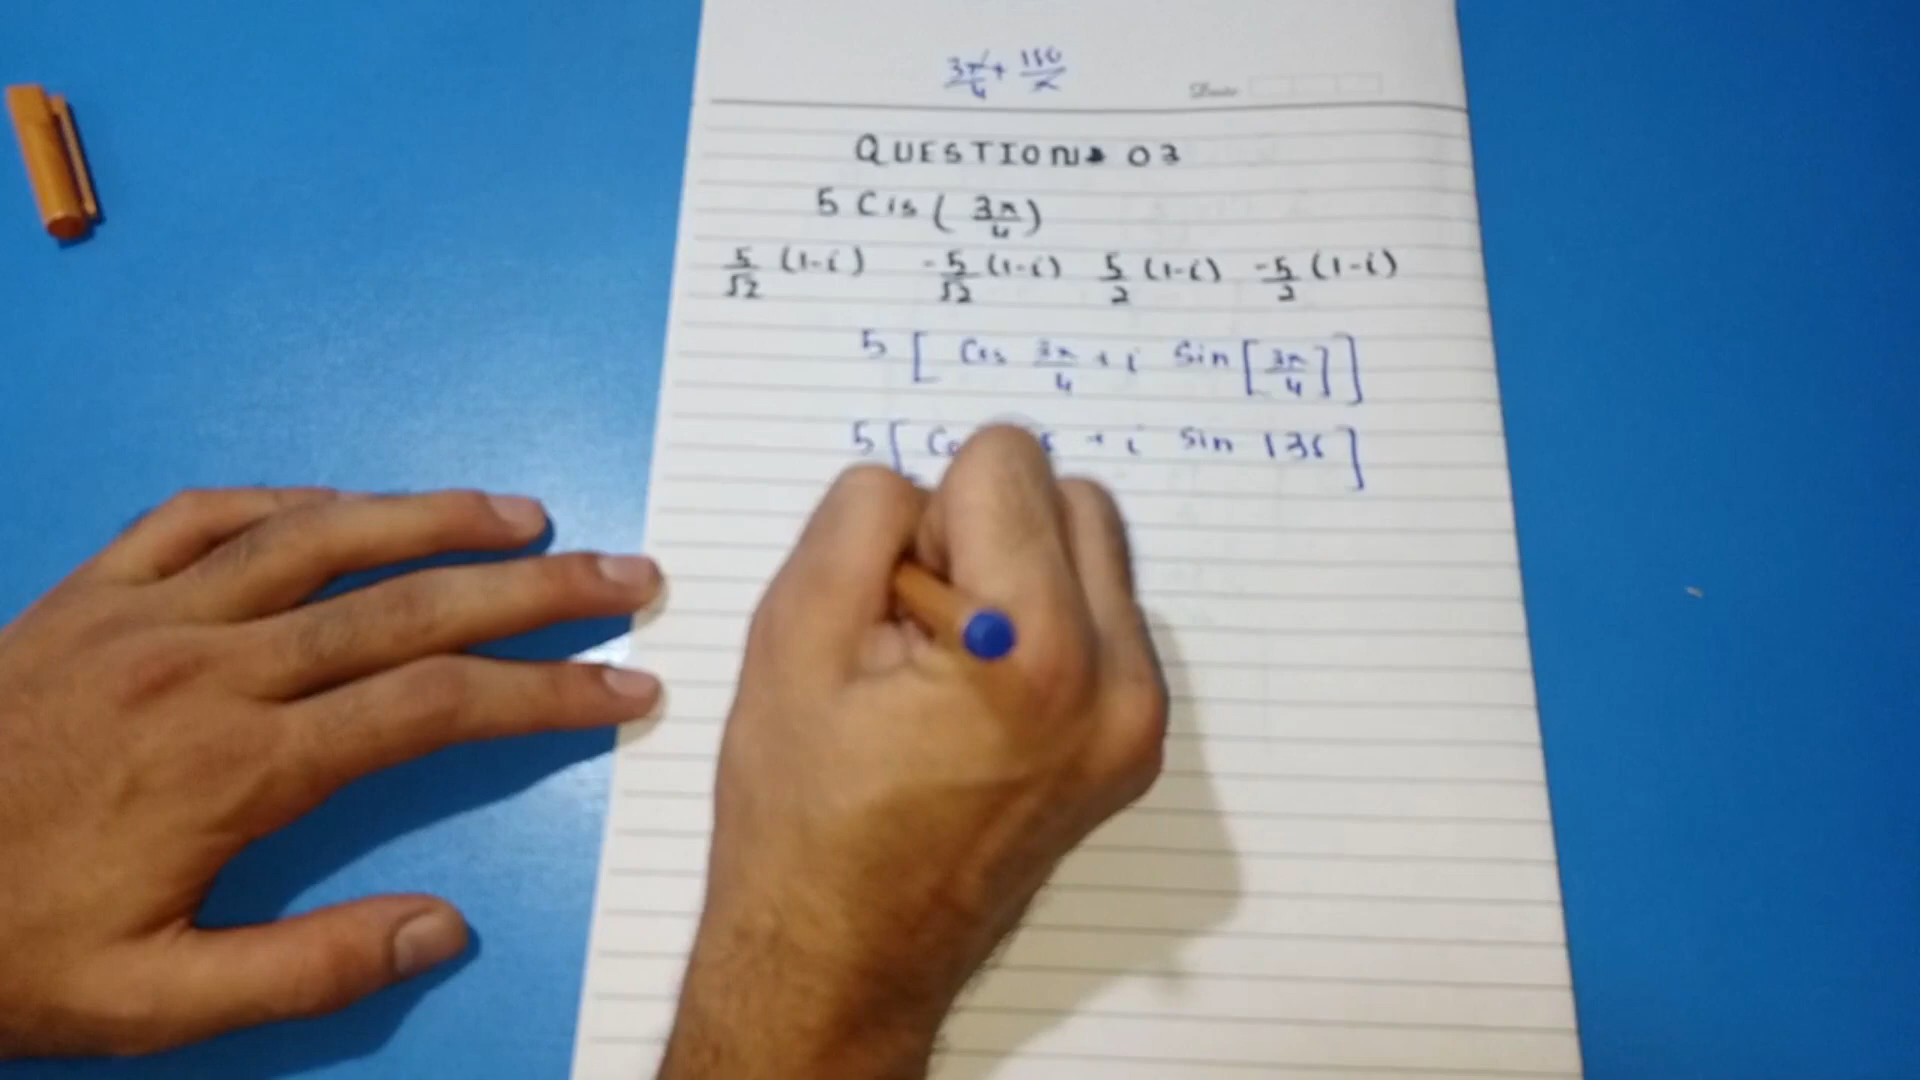 3π/4 + 180/π
Date
QUESTION 03
5 Cis ( 3π/4 )
5/√2 (1-i) -5/√2 (1-i) 5/2 (1-i) -5/2 (1-i)
5 [ Cos 3π/4 + i Sin [ 3π/4 ] ]
5 [ + i Sin 135 ]